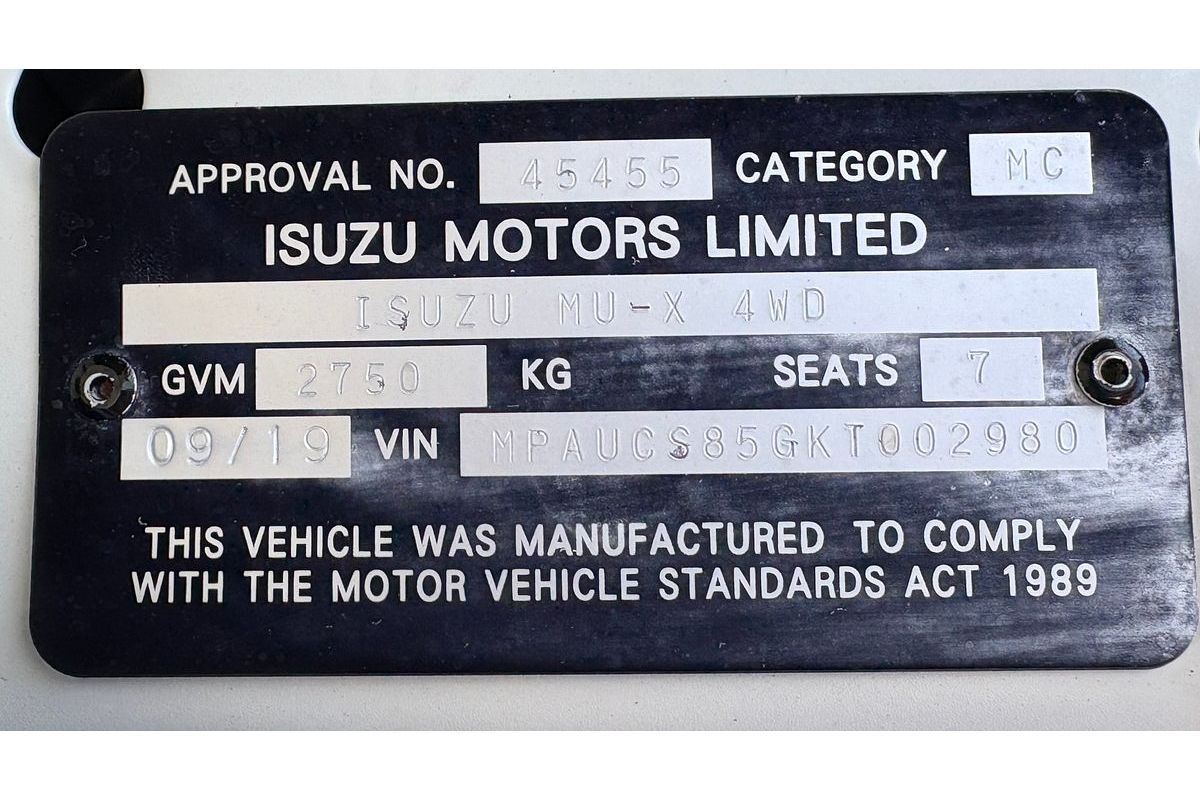 APPROVAL NO. 45455 CATEGORY MC
ISUZU MOTORS LIMITED
ISUZU MU-X 4WD
GVM 2750 KG SEATS 7
09/19 VIN MPAUCS85GKT002980
THIS VEHICLE WAS MANUFACTURED TO COMPLY
WITH THE MOTOR VEHICLE STANDARDS ACT 1989